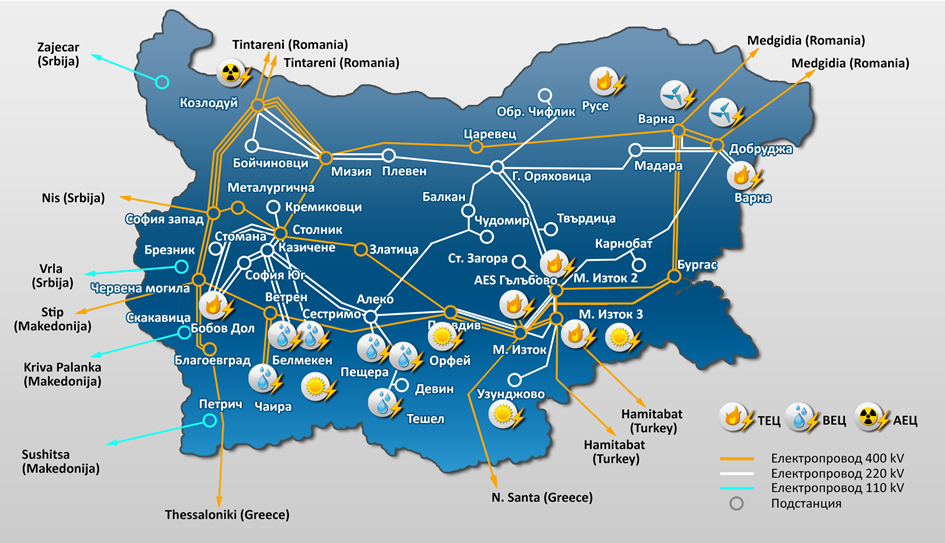 Zajecar
(Srbija)
Tintareni (Romania)
Tintareni (Romania)
Medgidia (Romania)
Medgidia (Romania)
Козлодуй
Обр. Чифлик
Русе
Варна
Царевец
Добруджа
Бойчиновци
Мизия
Плевен
Г. Оряховица
Мадара
Варна
Металургична
Nis (Srbija)
Кремиковци
Балкан
София запад
Столник
Чудомир
Твърдица
Стомана
Казичене
Златица
Карнобат
Брезник
Ст. Загора
Vrla
(Srbija)
София Юг
AES Гълъбово
М. Изток 2
Бургас
Червена могила
Ветрен
Алеко
Stip
(Makedonija)
Скакавица
Бобов Дол
Сестримо
Пловдив
М. Изток 3
М. Изток
Благоевград
Белмекен
Пещера
Орфей
Kriva Palanka
(Makedonija)
Девин
Узунджово
Петрич
Чаира
Тешел
Hamitabat
(Turkey)
Hamitabat
(Turkey)
Sushitsa
(Makedonija)
N. Santa (Greece)
Thessaloniki (Greece)
ТЕЦ
ВЕЦ
АЕЦ
Електропровод 400 kV
Електропровод 220 kV
Електропровод 110 kV
Подстанция